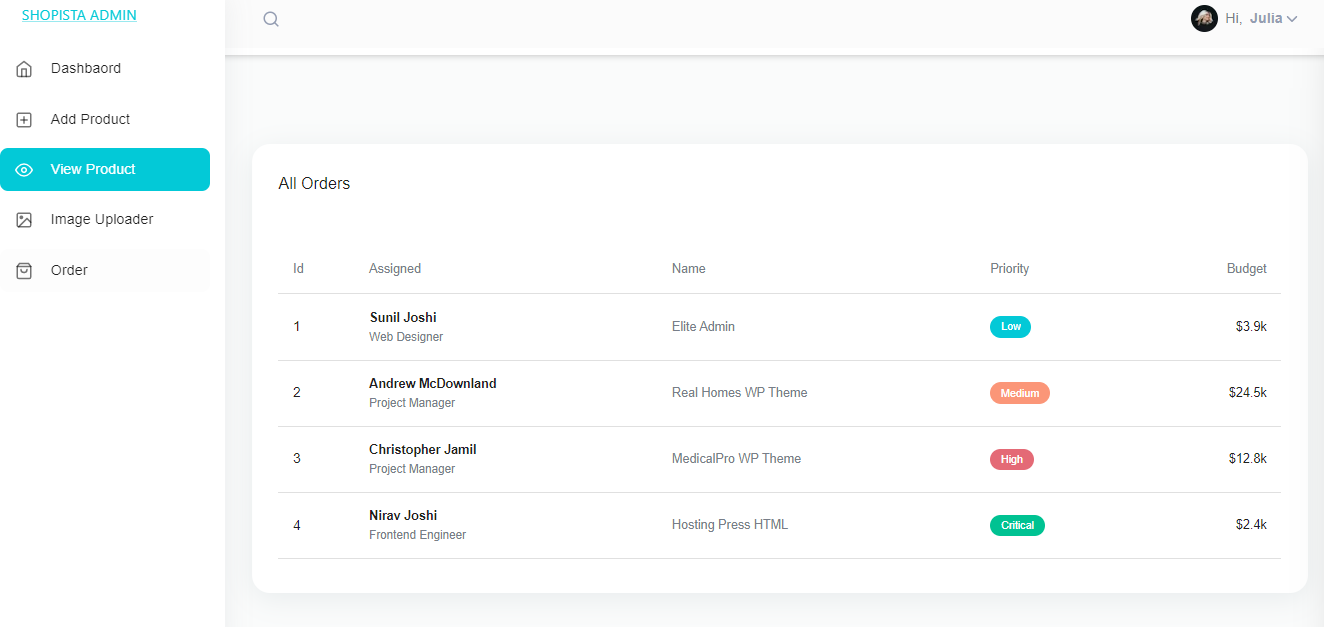 SHOPISTA ADMIN
Hi, Julia
Dashbaord
Add Product
View Product
Image Uploader
Order
All Orders
Id Assigned Name Priority Budget
1 Sunil Joshi Web Designer Elite Admin Low $3.9k
2 Andrew McDownland Project Manager Real Homes WP Theme Medium $24.5k
3 Christopher Jamil Project Manager MedicalPro WP Theme High $12.8k
4 Nirav Joshi Frontend Engineer Hosting Press HTML Critical $2.4k